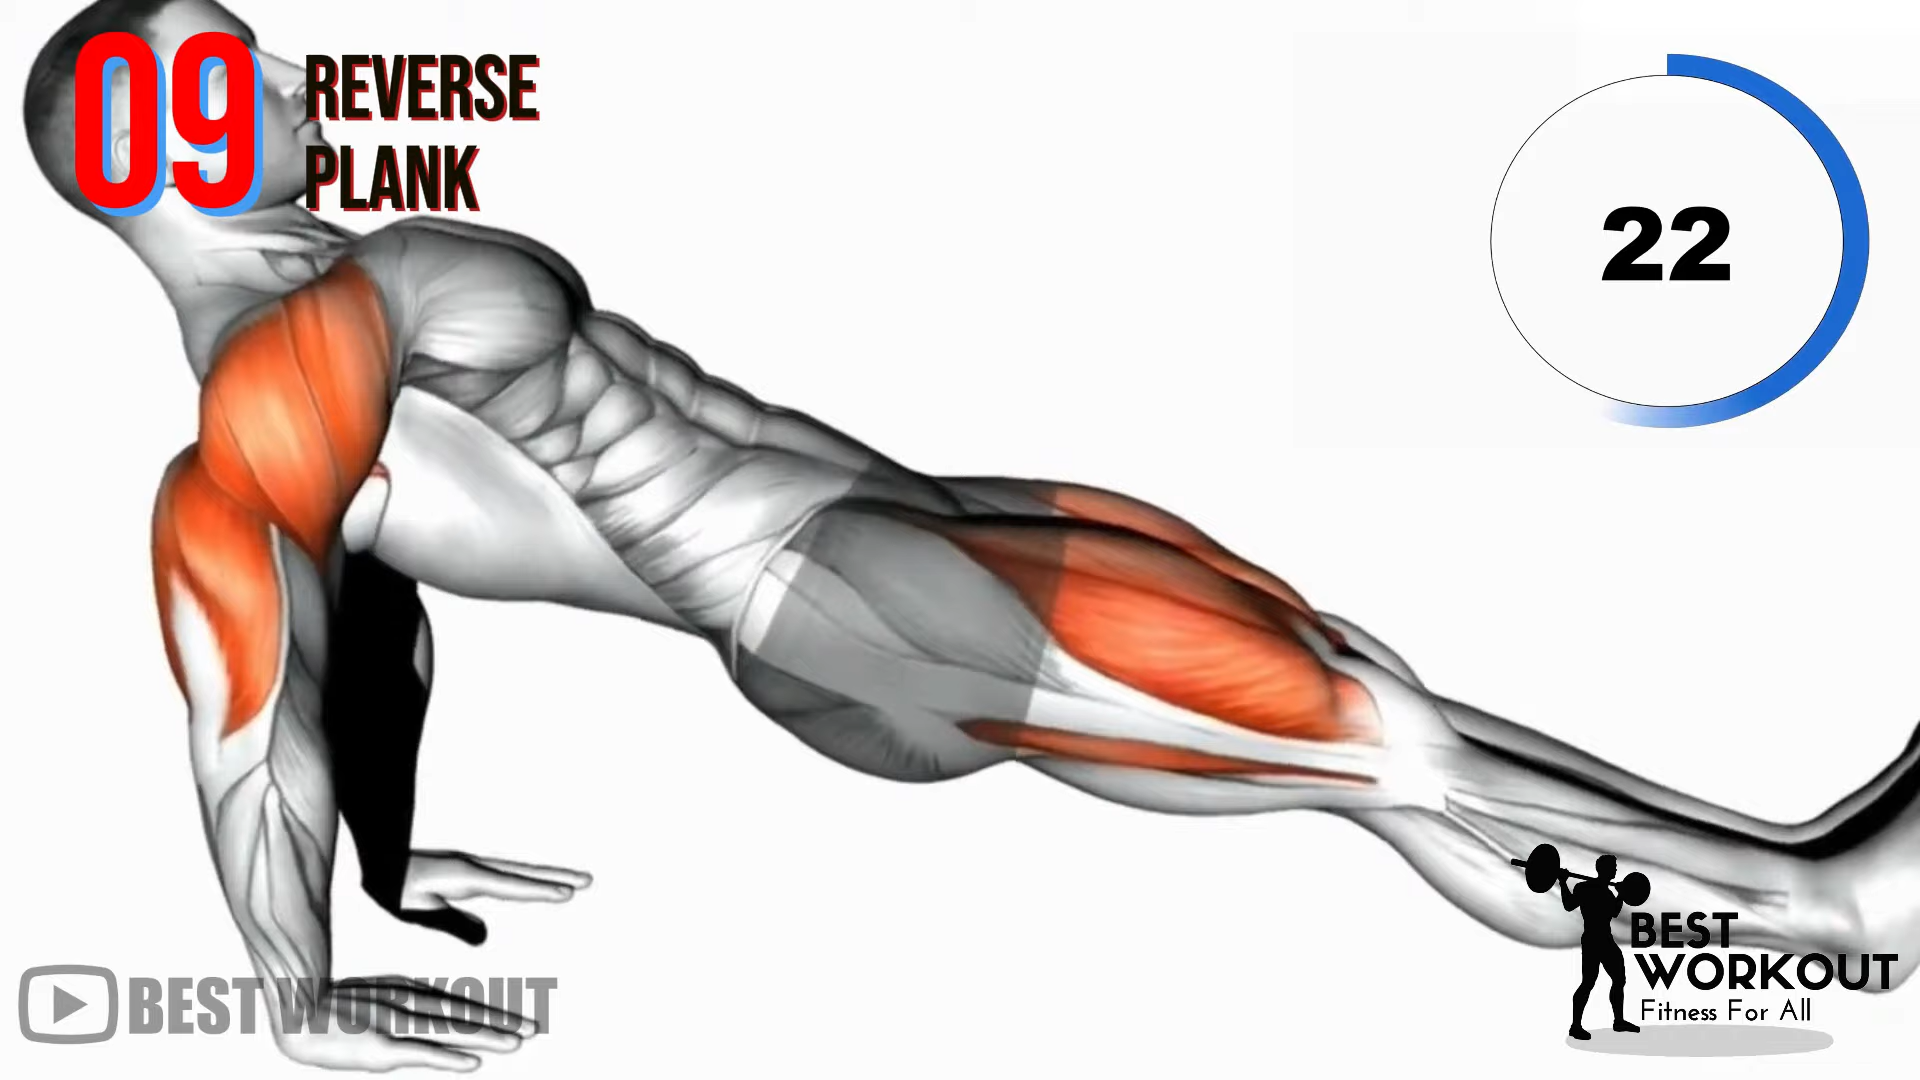 09
REVERSE
PLANK
22
BEST WORKOUT
BEST
WORKOUT
Fitness For All